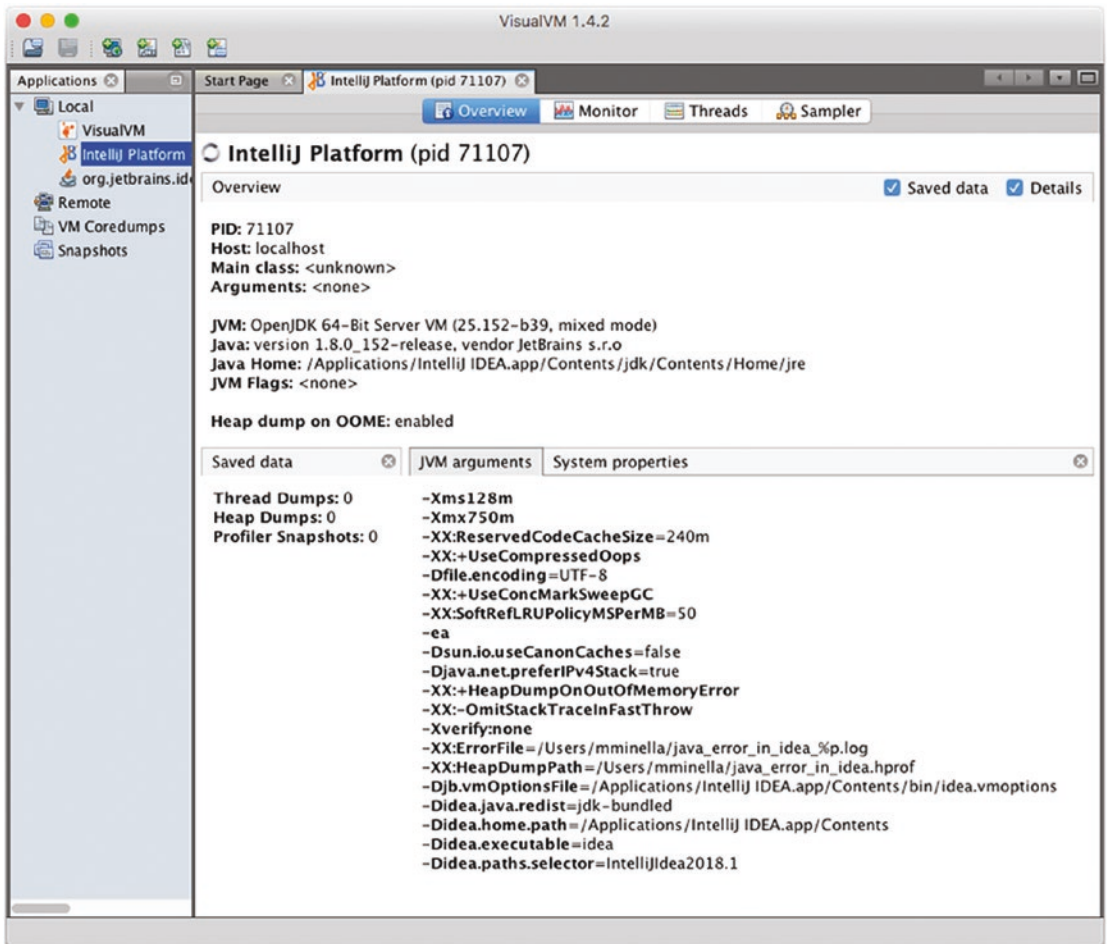 VisualVM 1.4.2
Applications
Start Page
IntelliJ Platform (pid 71107)
Local
VisualVM
IntelliJ Platform
org.jetbrains.ide
Remote
VM Coredumps
Snapshots
Overview
Monitor
Threads
Sampler
IntelliJ Platform (pid 71107)
Overview
Saved data
Details
PID: 71107
Host: localhost
Main class: <unknown>
Arguments: <none>
JVM: OpenJDK 64-Bit Server VM (25.152-b39, mixed mode)
Java: version 1.8.0_152-release, vendor JetBrains s.r.o
Java Home: /Applications/IntelliJ IDEA.app/Contents/jdk/Contents/Home/jre
JVM Flags: <none>
Heap dump on OOME: enabled
Saved data
Thread Dumps: 0
Heap Dumps: 0
Profiler Snapshots: 0
JVM arguments
System properties
-Xms128m
-Xmx750m
-XX:ReservedCodeCacheSize=240m
-XX:+UseCompressedOops
-Dfile.encoding=UTF-8
-XX:+UseConcMarkSweepGC
-XX:SoftRefLRUPolicyMSPerMB=50
-ea
-Dsun.io.useCanonCaches=false
-Djava.net.preferIPv4Stack=true
-XX:+HeapDumpOnOutOfMemoryError
-XX:-OmitStackTraceInFastThrow
-Xverify:none
-XX:ErrorFile=/Users/mminella/java_error_in_idea_%p.log
-XX:HeapDumpPath=/Users/mminella/java_error_in_idea.hprof
-Djb.vmOptionsFile=/Applications/IntelliJ IDEA.app/Contents/bin/idea.vmoptions
-Didea.java.redist=jdk-bundled
-Didea.home.path=/Applications/IntelliJ IDEA.app/Contents
-Didea.executable=idea
-Didea.paths.selector=IntelliJIdea2018.1